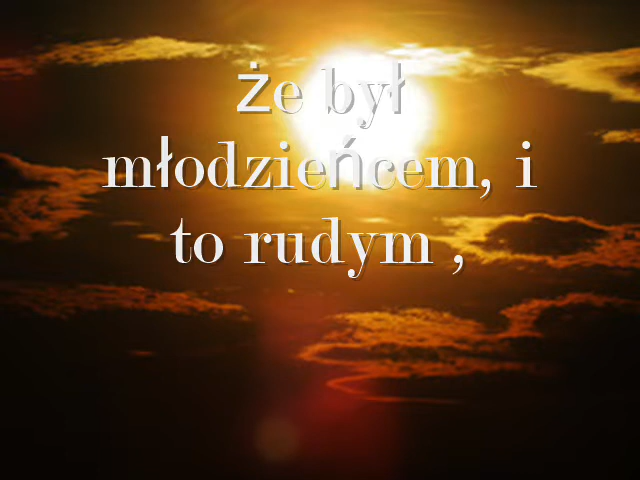 że był
młodzieńcem, i
to rudym ,